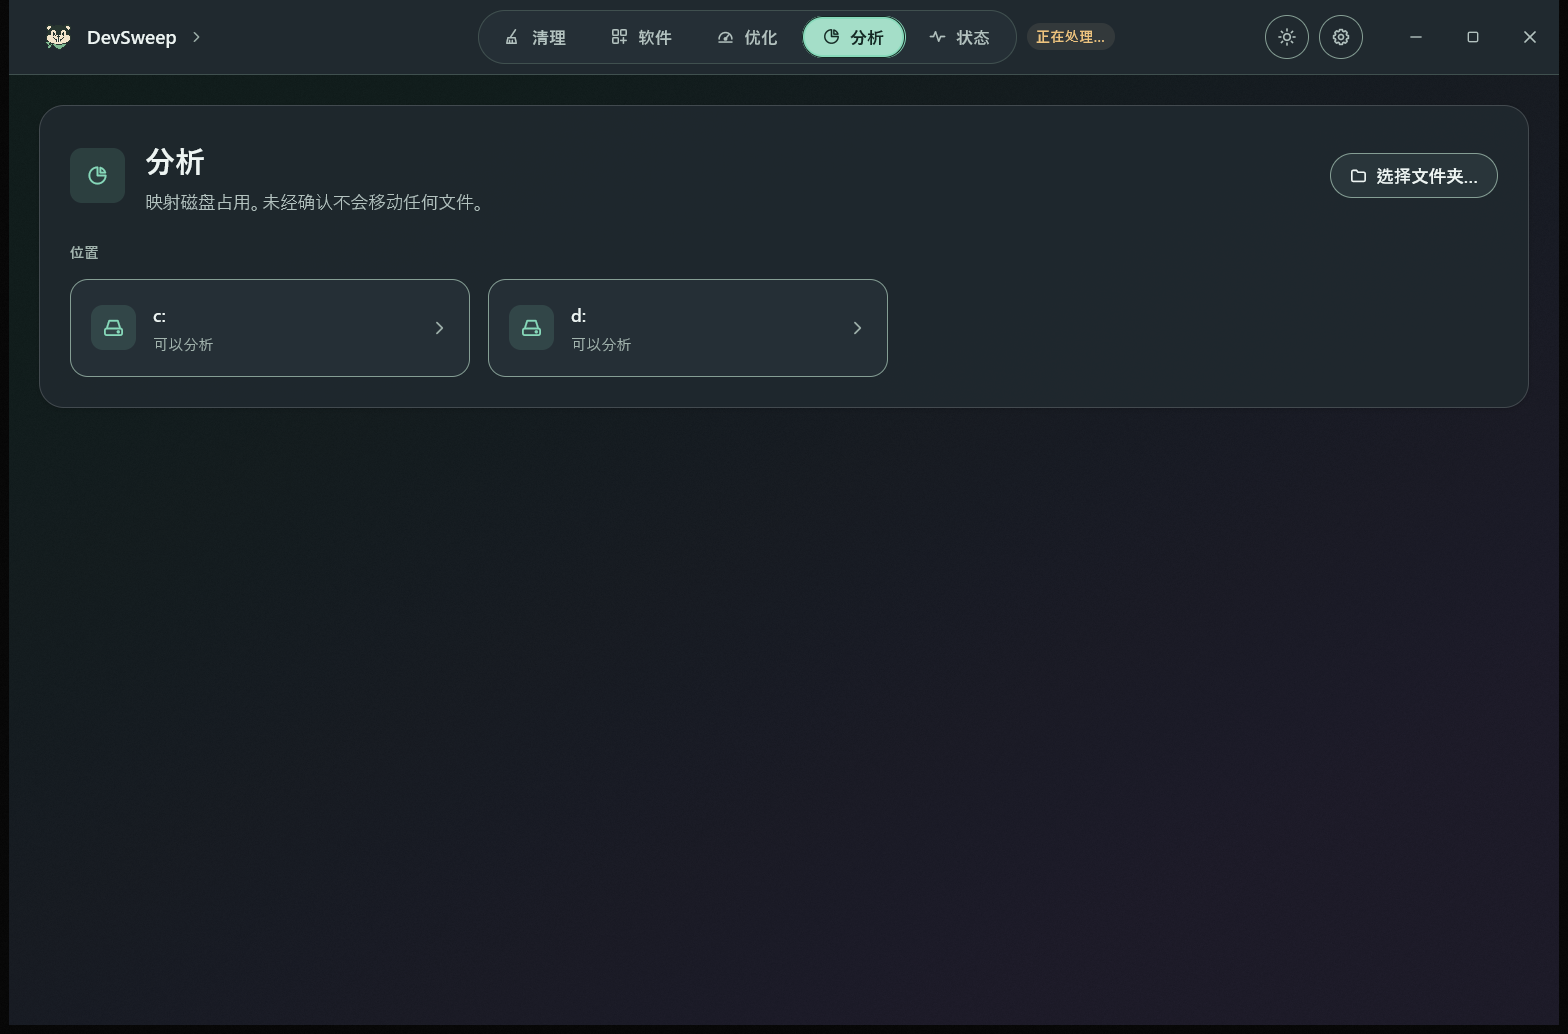 DevSweep
清理 软件 优化 分析 状态 正在处理...
分析
映射磁盘占用。未经确认不会移动任何文件。
选择文件夹...
位置
c:
可以分析
d:
可以分析